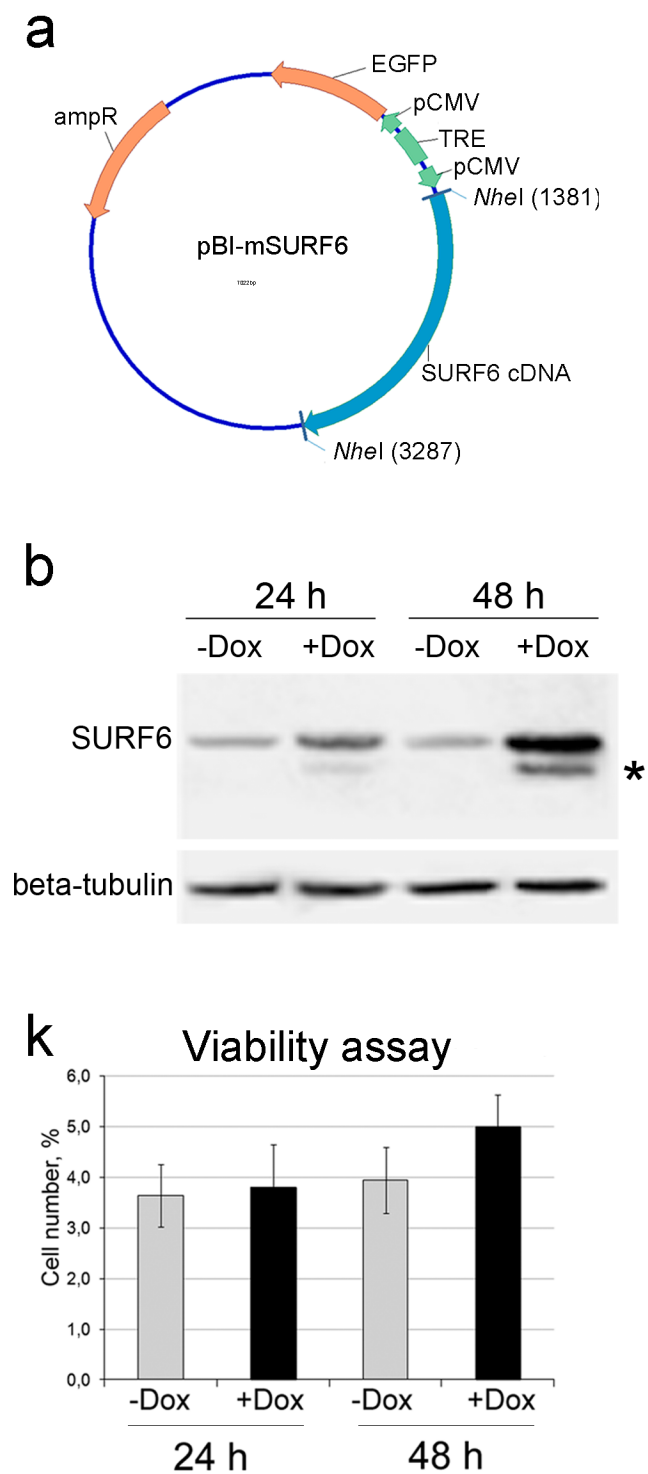 a
EGFP
pCMV
ampR
TRE
pCMV
NheI (1381)
pBI-mSURF6
SURF6 cDNA
NheI (3287)
b
24 h 48 h
-Dox +Dox -Dox +Dox
SURF6
*
beta-tubulin
k
Viability assay
Cell number, %
6,0
5,0
4,0
3,0
2,0
1,0
0,0
-Dox +Dox -Dox +Dox
24 h 48 h